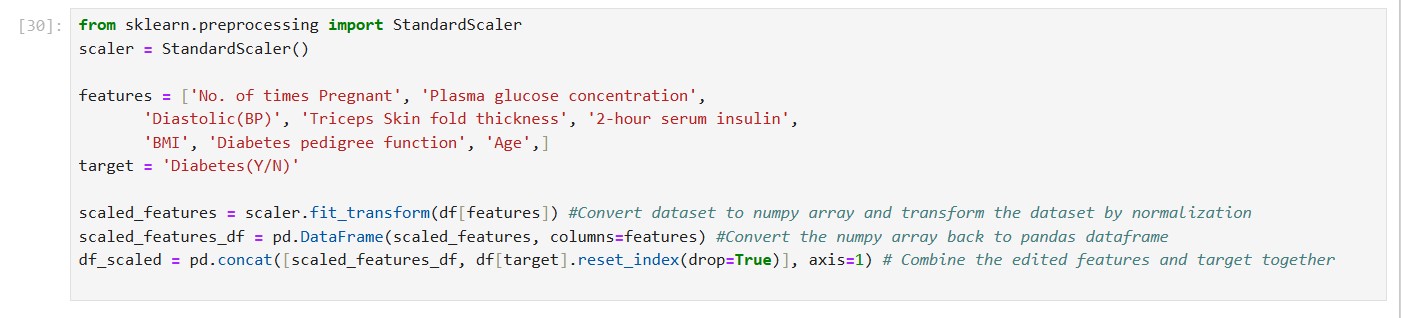 [30]: from sklearn.preprocessing import StandardScaler
scaler = StandardScaler()
features = ['No. of times Pregnant', 'Plasma glucose concentration',
'Diastolic(BP)', 'Triceps Skin fold thickness', '2-hour serum insulin',
'BMI', 'Diabetes pedigree function', 'Age',]
target = 'Diabetes(Y/N)'
scaled_features = scaler.fit_transform(df[features]) #Convert dataset to numpy array and transform the dataset by normalization
scaled_features_df = pd.DataFrame(scaled_features, columns=features) #Convert the numpy array back to pandas dataframe
df_scaled = pd.concat([scaled_features_df, df[target].reset_index(drop=True)], axis=1) # Combine the edited features and target together